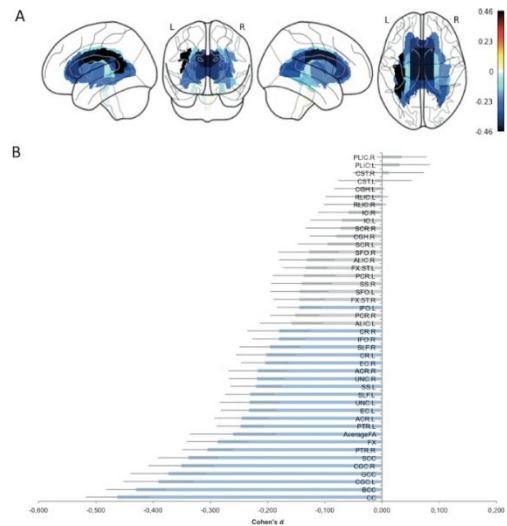 A
L R
L R
0.46
0.23
0
-0.23
-0.46
B
PLIC.R
PLIC.L
CST.R
CST.L
CGH.L
RLIC.L
RLIC.R
IC.R
IC.L
SCR.R
CGH.R
SCR.L
SFO.R
ALIC.R
FX.ST.L
PCR.L
SS.R
SFO.L
FX.ST.R
IFO.L
PCR.R
ALIC.L
CR.R
IFO.R
SLF.R
CR.L
EC.R
ACR.R
UNC.R
SS.L
SLF.L
UNC.L
EC.L
ACR.L
PTR.L
AverageFA
FX
PTR.R
SCC
CGC.R
GCC
CGC.L
BCC
CC
-0,600 -0,500 -0,400 -0,300 -0,200 -0,100 0,000 0,100 0,200
Cohen's d